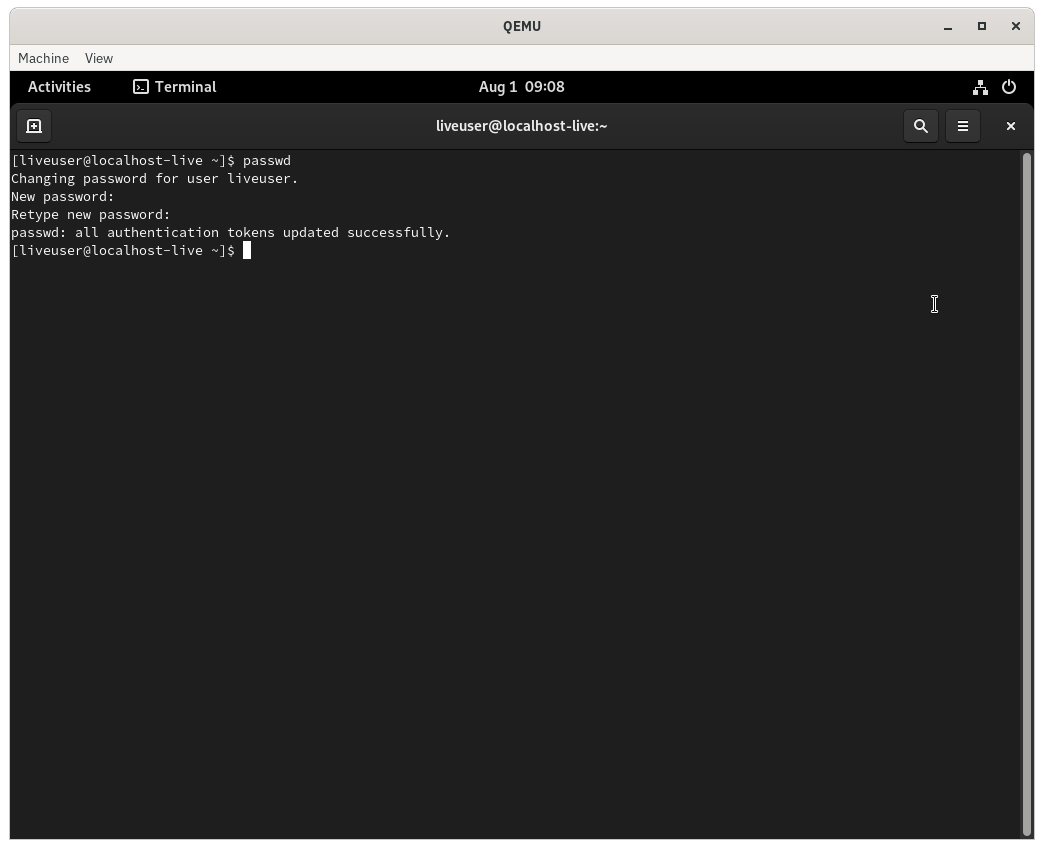 QEMU
Machine View
Activities Terminal Aug 1 09:08
liveuser@localhost-live:~
[liveuser@localhost-live ~]$ passwd
Changing password for user liveuser.
New password:
Retype new password:
passwd: all authentication tokens updated successfully.
[liveuser@localhost-live ~]$